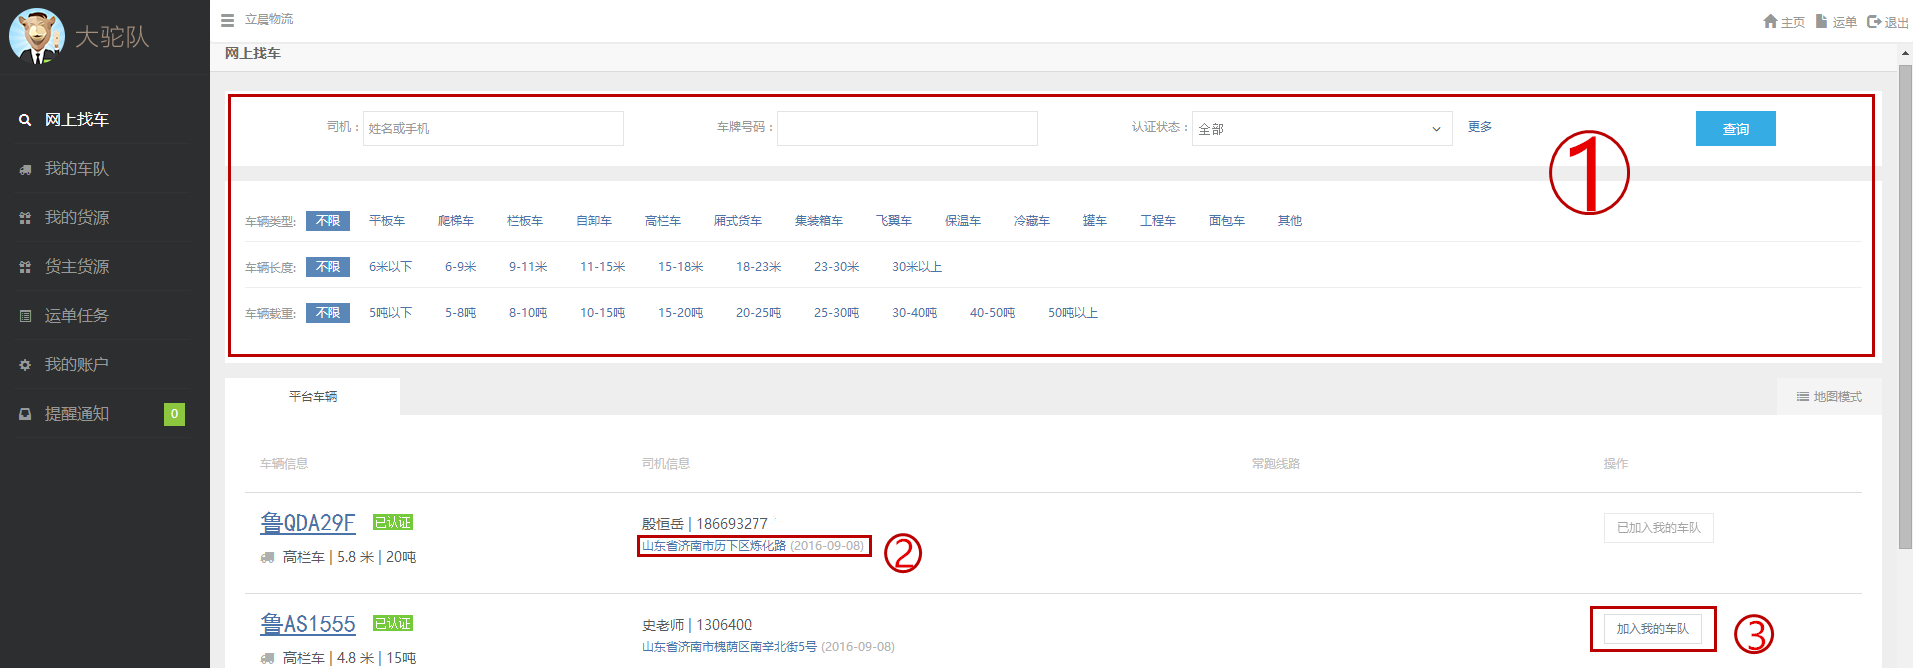 大驼队
立晨物流
主页 运单 退出
网上找车
网上找车
我的车队
我的货源
货主货源
运单任务
我的账户
提醒通知 0
司机： 姓名或手机 车牌号码： 认证状态： 全部 更多 查询
①
车辆类型: 不限 平板车 爬梯车 栏板车 自卸车 高栏车 厢式货车 集装箱车 飞翼车 保温车 冷藏车 罐车 工程车 面包车 其他
车辆长度: 不限 6米以下 6-9米 9-11米 11-15米 15-18米 18-23米 23-30米 30米以上
车辆载重: 不限 5吨以下 5-8吨 8-10吨 10-15吨 15-20吨 20-25吨 25-30吨 30-40吨 40-50吨 50吨以上
平台车辆 地图模式
车辆信息 司机信息 常跑线路 操作
鲁QDA29F 已认证 殷恒岳 | 186693277 已加入我的车队
山东省济南市历下区炼化路 (2016-09-08) ②
高栏车 | 5.8 米 | 20吨
鲁AS1555 已认证 史老师 | 1306400 加入我的车队 ③
山东省济南市槐荫区南辛北街5号 (2016-09-08)
高栏车 | 4.8 米 | 15吨